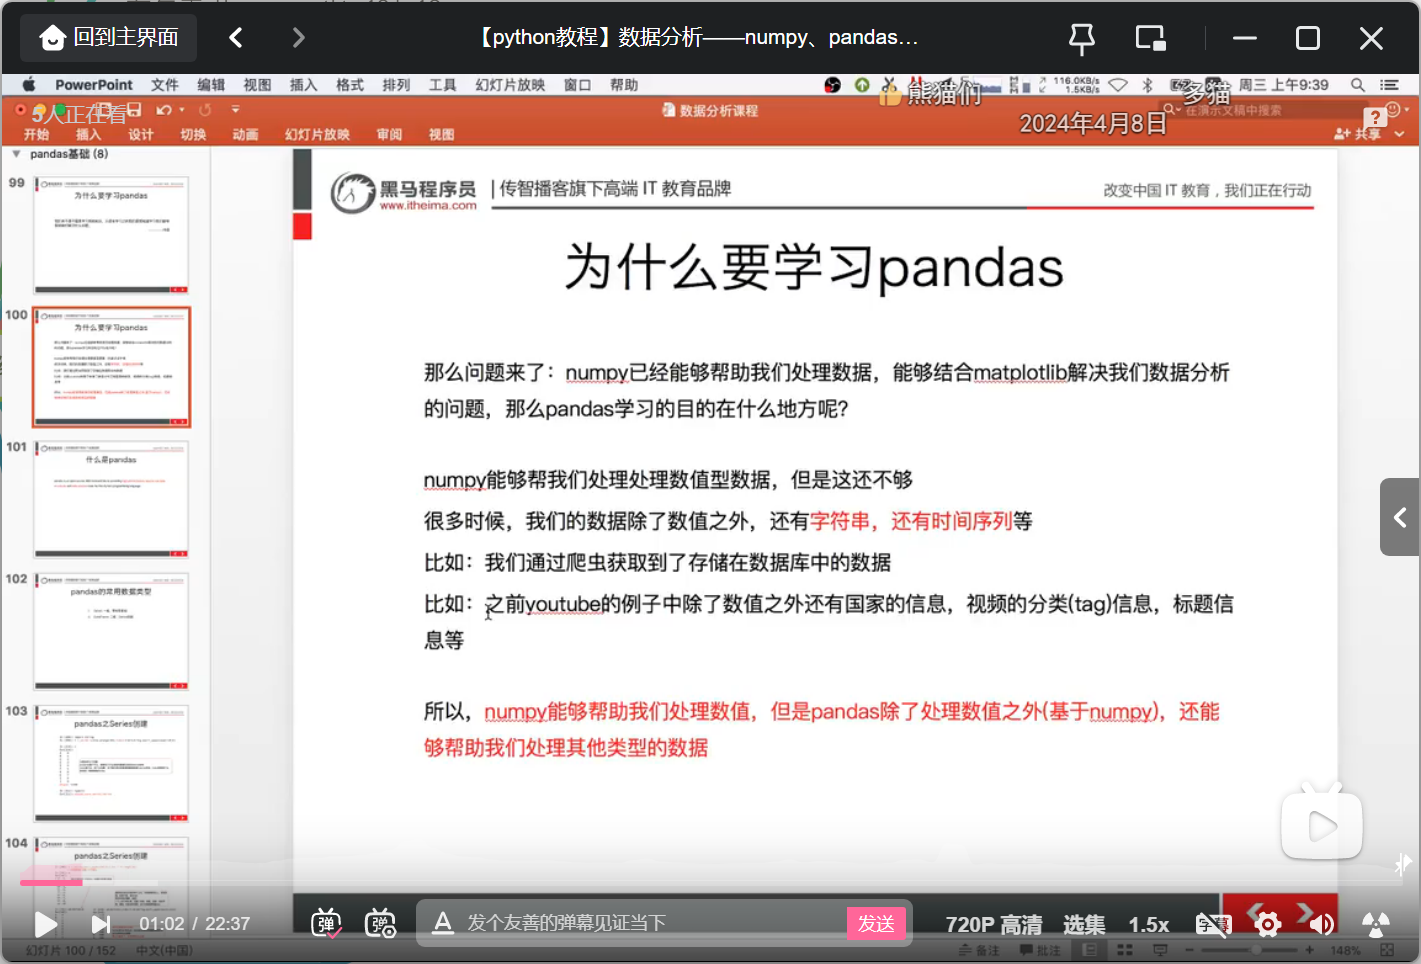 回到主界面
【python教程】数据分析——numpy、pandas…
PowerPoint 文件 编辑 视图 插入 格式 排列 工具 幻灯片放映 窗口 帮助
116.0KB/s
1.5KB/s
周三 上午9:39
熊猫们
多猫
5人正在看
数据分析课程
在演示文稿中搜索
2024年4月8日
开始 插入 设计 切换 动画 幻灯片放映 审阅 视图
共享
pandas基础 (8)
99
为什么要学习pandas
100
为什么要学习pandas
101
什么是pandas
102
pandas的常用数据类型
103
pandas之Series创建
104
pandas之Series创建
黑马程序员
www.itheima.com
传智播客旗下高端 IT 教育品牌
改变中国 IT 教育，我们正在行动
为什么要学习pandas
那么问题来了：numpy已经能够帮助我们处理数据，能够结合matplotlib解决我们数据分析
的问题，那么pandas学习的目的在什么地方呢？
numpy能够帮我们处理处理数值型数据，但是这还不够
很多时候，我们的数据除了数值之外，还有字符串，还有时间序列等
比如：我们通过爬虫获取到了存储在数据库中的数据
比如：之前youtube的例子中除了数值之外还有国家的信息，视频的分类(tag)信息，标题信
息等
所以，numpy能够帮助我们处理数值，但是pandas除了处理数值之外(基于numpy)，还能
够帮助我们处理其他类型的数据
01:02 / 22:37
弹
弹
发个友善的弹幕见证当下
发送
720P 高清
选集
1.5x
字幕
幻灯片 100 / 152 中文(中国)
备注 批注
148%